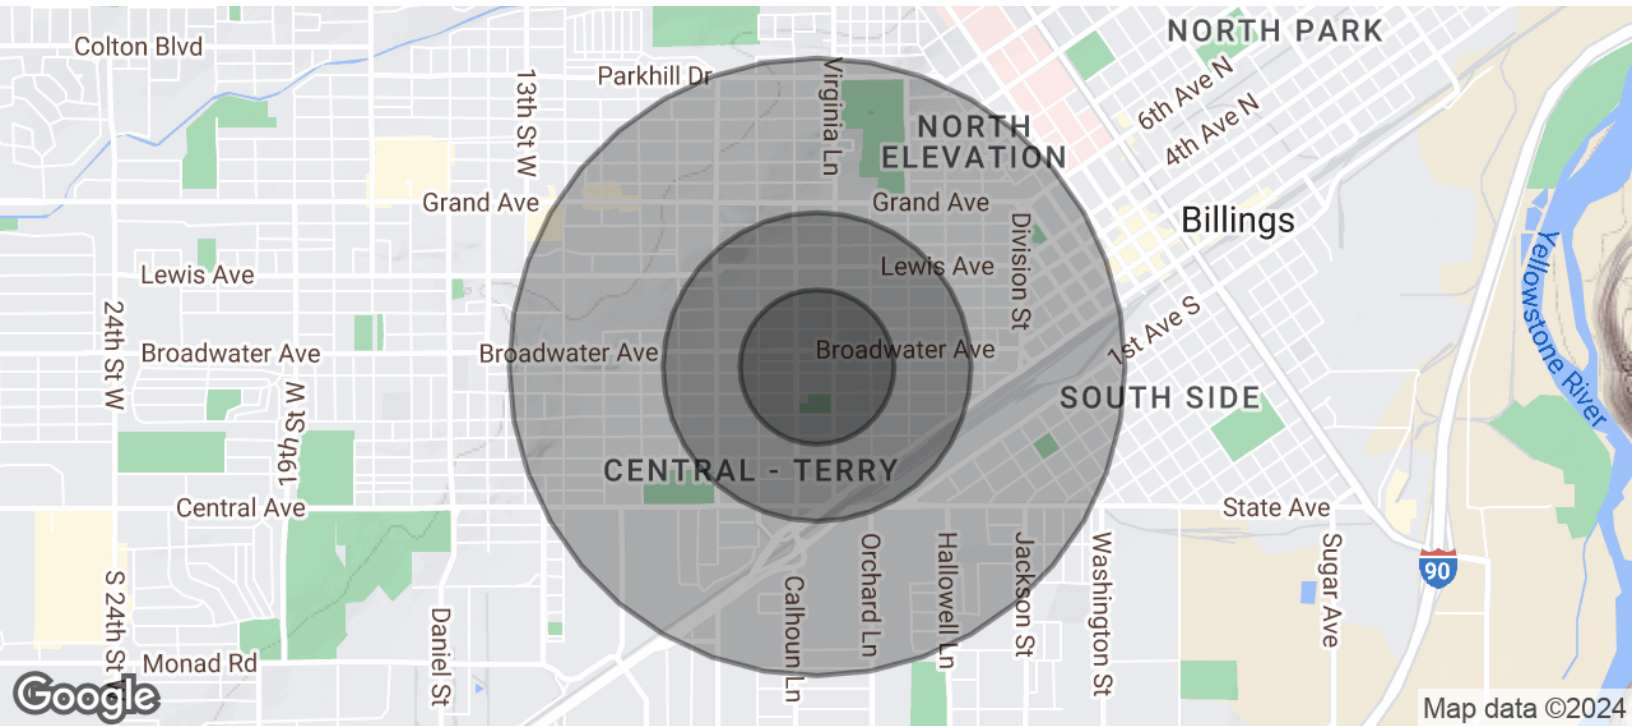 NORTH PARK
Colton Blvd
Parkhill Dr
13th St W
Virginia Ln
6th Ave N
4th Ave N
NORTH
ELEVATION
Grand Ave
Grand Ave
Billings
Division St
Lewis Ave
Lewis Ave
Yellowstone River
24th St W
1st Ave S
Broadwater Ave
Broadwater Ave
Broadwater Ave
19th St W
SOUTH SIDE
CENTRAL - TERRY
Central Ave
State Ave
Orchard Ln
Hallowell Ln
Jackson St
Washington St
Sugar Ave
90
S 24th St W
Calhoun Ln
Daniel St
Monad Rd
Google
Map data ©2024